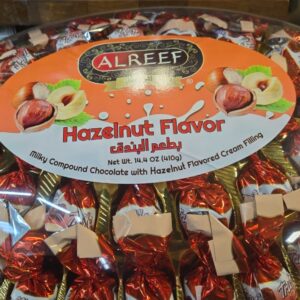 ALREEF
Hazelnut Flavor
بطعم البندق
Net Wt. 14.4 OZ (410g)
Milky Compound Chocolate with Hazelnut Flavored Cream Filling